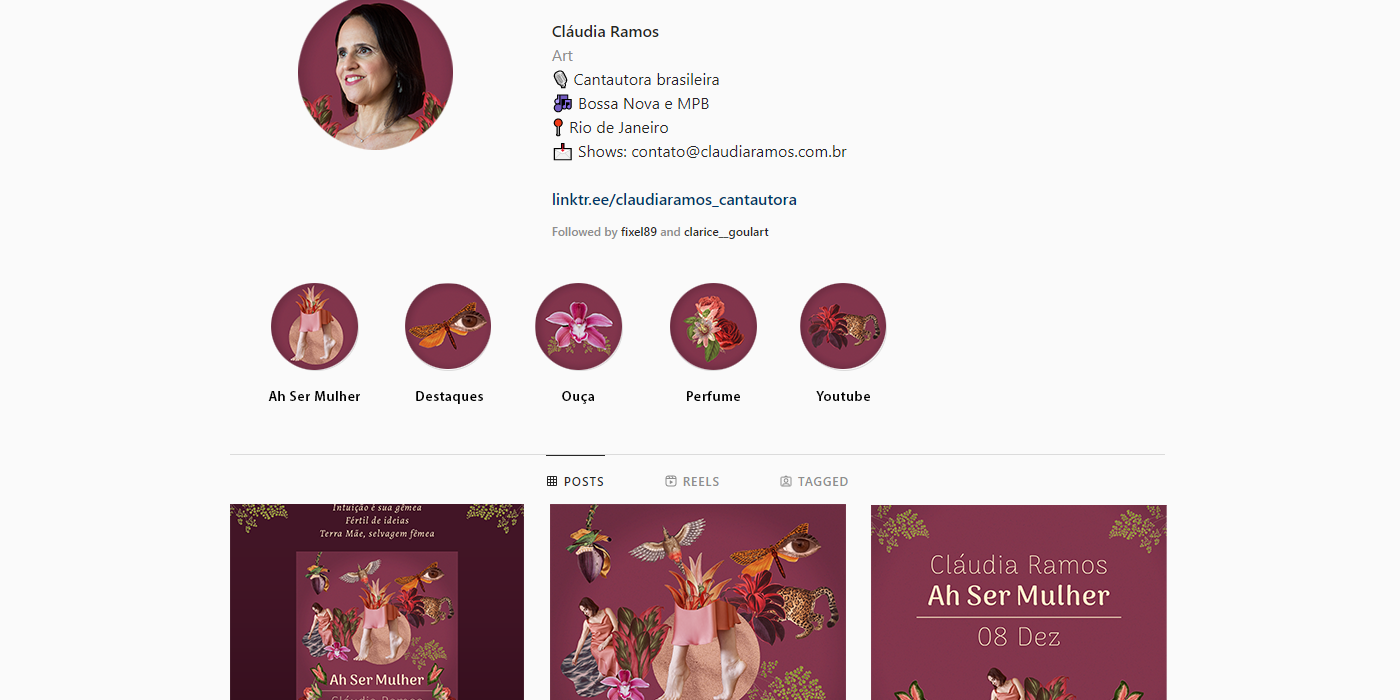 Cláudia Ramos
Art
Cantautora brasileira
Bossa Nova e MPB
Rio de Janeiro
Shows: contato@claudiaramos.com.br
linktr.ee/claudiaramos_cantautora
Followed by fixel89 and clarice__goulart
Ah Ser Mulher
Destaques
Ouça
Perfume
Youtube
POSTS
REELS
TAGGED
Intuição é sua gêmea
Fértil de ideias
Terra Mãe, selvagem fêmea
Ah Ser Mulher
Cláudia Ramos
Cláudia Ramos
Ah Ser Mulher
08 Dez